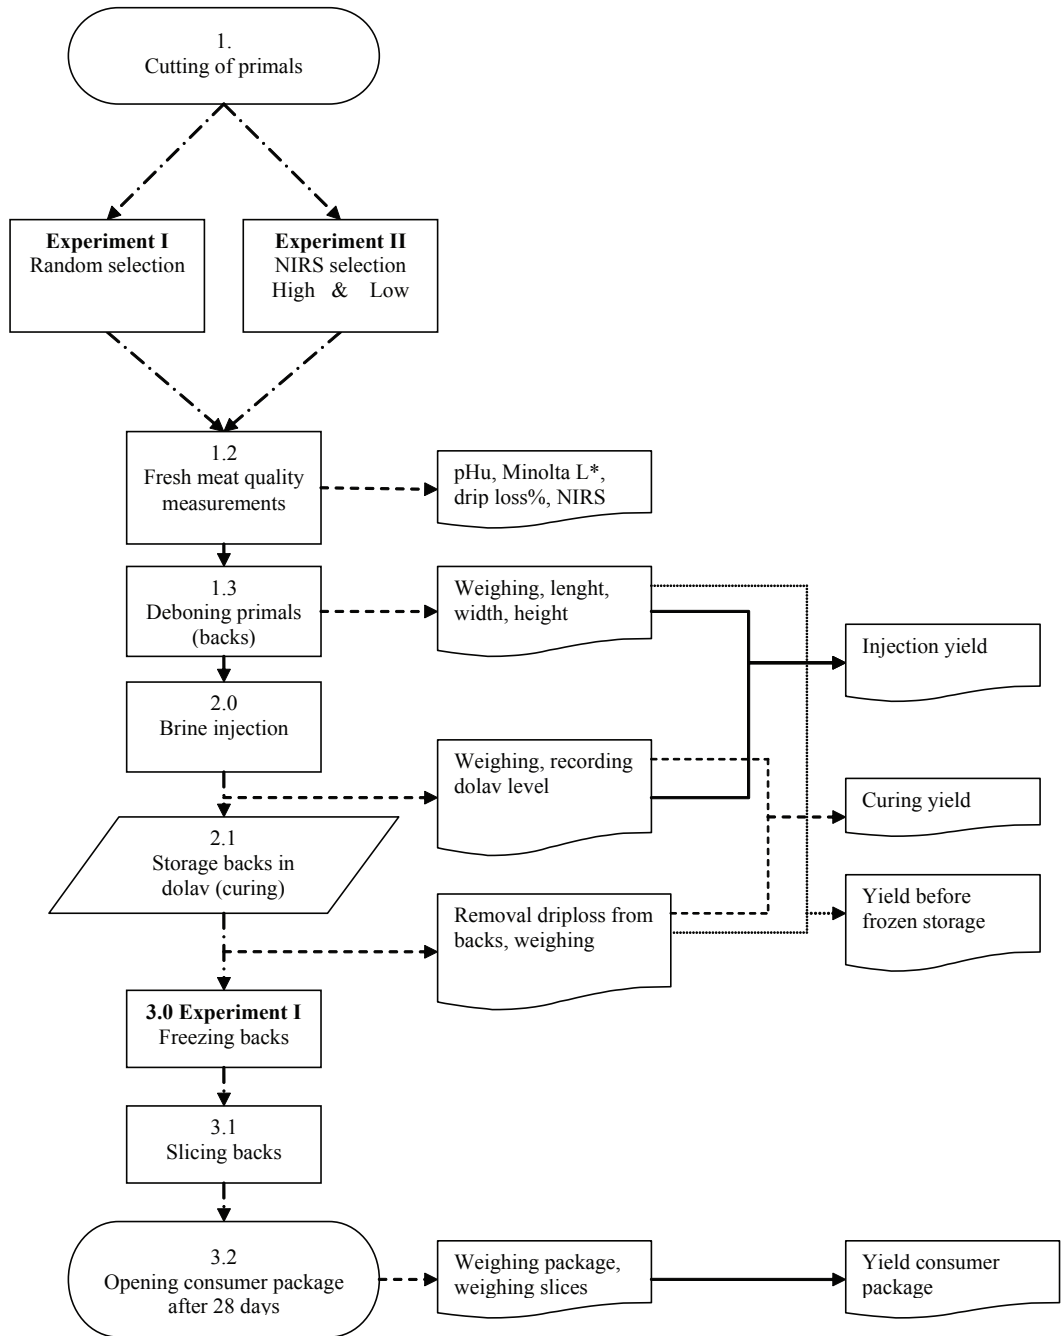 1.
Cutting of primals
Experiment I
Random selection
Experiment II
NIRS selection
High & Low
1.2
Fresh meat quality
measurements
pHu, Minolta L*,
drip loss%, NIRS
1.3
Deboning primals
(backs)
Weighing, lenght,
width, height
Injection yield
2.0
Brine injection
Weighing, recording
dolav level
Curing yield
2.1
Storage backs in
dolav (curing)
Removal driploss from
backs, weighing
Yield before
frozen storage
3.0 Experiment I
Freezing backs
3.1
Slicing backs
3.2
Opening consumer package
after 28 days
Weighing package,
weighing slices
Yield consumer
package